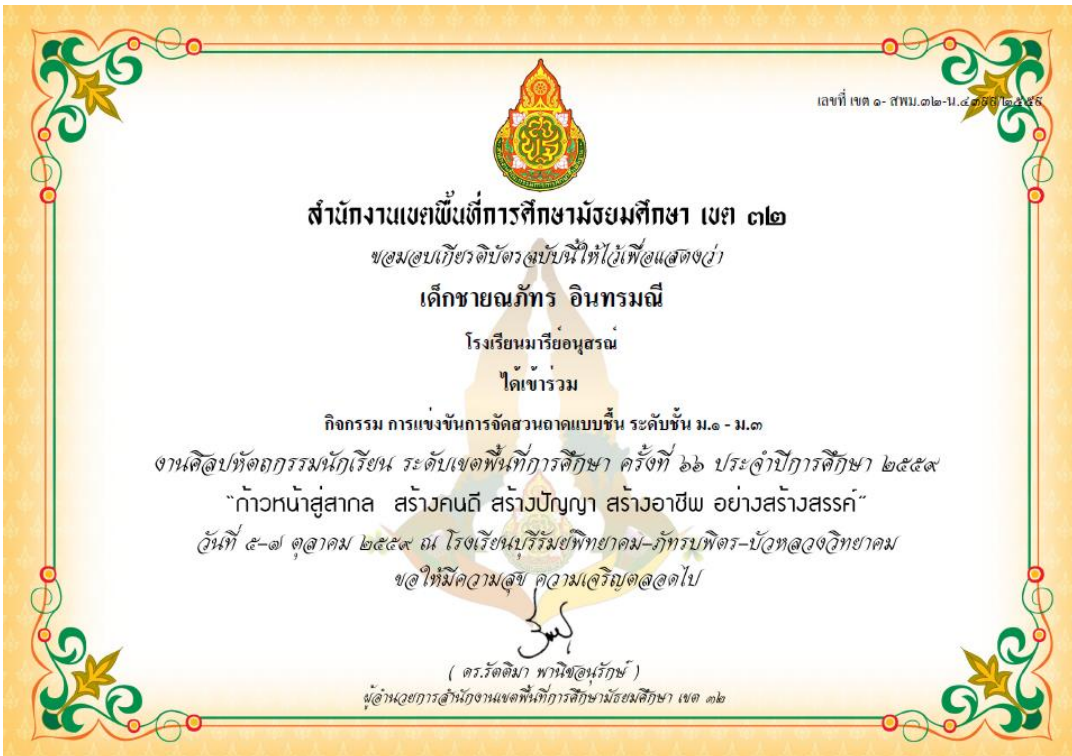 เลขที่ เขต ๑- สพม.๓๒-น.
สำนักงานเขตพื้นที่การศึกษามัธยมศึกษา เขต ๓๒
ขอมอบเกียรติบัตรฉบับนี้ให้ไว้เพื่อแสดงว่า
เด็กชายณภัทร อินทรมณี
โรงเรียนมารีย์อนุสรณ์
ได้เข้าร่วม
กิจกรรม การแข่งขันการจัดสวนถาดแบบชื้น ระดับชั้น ม.๑ - ม.๓
งานศิลปหัตถกรรมนักเรียน ระดับเขตพื้นที่การศึกษา ครั้งที่ ๖๖ ประจำปีการศึกษา ๒๕๕๙
"ก้าวหน้าสู่สากล สร้างคนดี สร้างปัญญา สร้างอาชีพ อย่างสร้างสรรค์"
วันที่ ๕-๗ ตุลาคม ๒๕๕๙ ณ โรงเรียนบุรีรัมย์พิทยาคม-ภัทรบพิตร-บัวหลวงวิทยาคม
ขอให้มีความสุข ความเจริญตลอดไป
( ดร.รัตติมา พานิชอนุรักษ์ )
ผู้อำนวยการสำนักงานเขตพื้นที่การศึกษามัธยมศึกษา เขต ๓๒